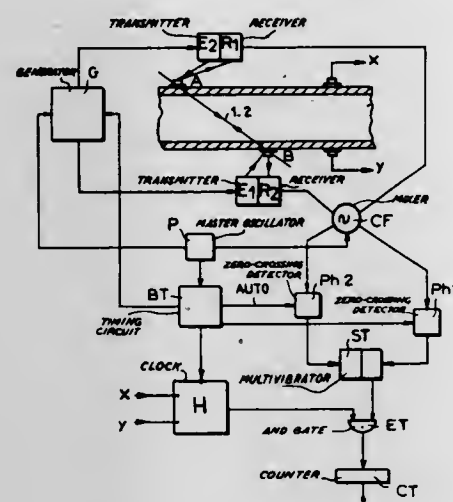 TRANSMITTER
RECEIVER
E2 R1
GENERATOR G
A
X
1.2
B
Y
TRANSMITTER
RECEIVER
E1 R2
MIXER
CF
P
MASTER OSCILLATOR
ZERO-CROSSING
DETECTOR
Ph 2
BT
AUTO
ZERO-CROSSING
DETECTOR
Ph1
TIMING
CIRCUIT
ST
MULTIVIBRATOR
CLOCK
X
H
Y
AND GATE
ET
COUNTER
CT